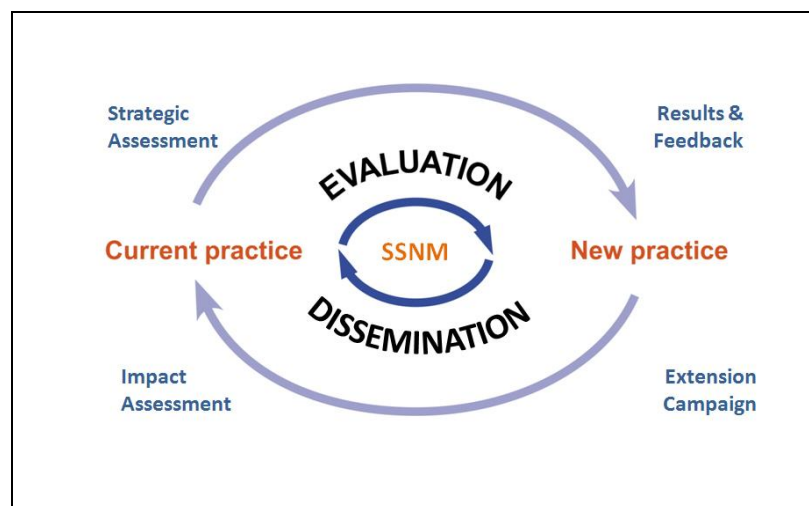 Strategic
Assessment
Results &
Feedback
EVALUATION
Current practice
SSNM
New practice
DISSEMINATION
Impact
Assessment
Extension
Campaign